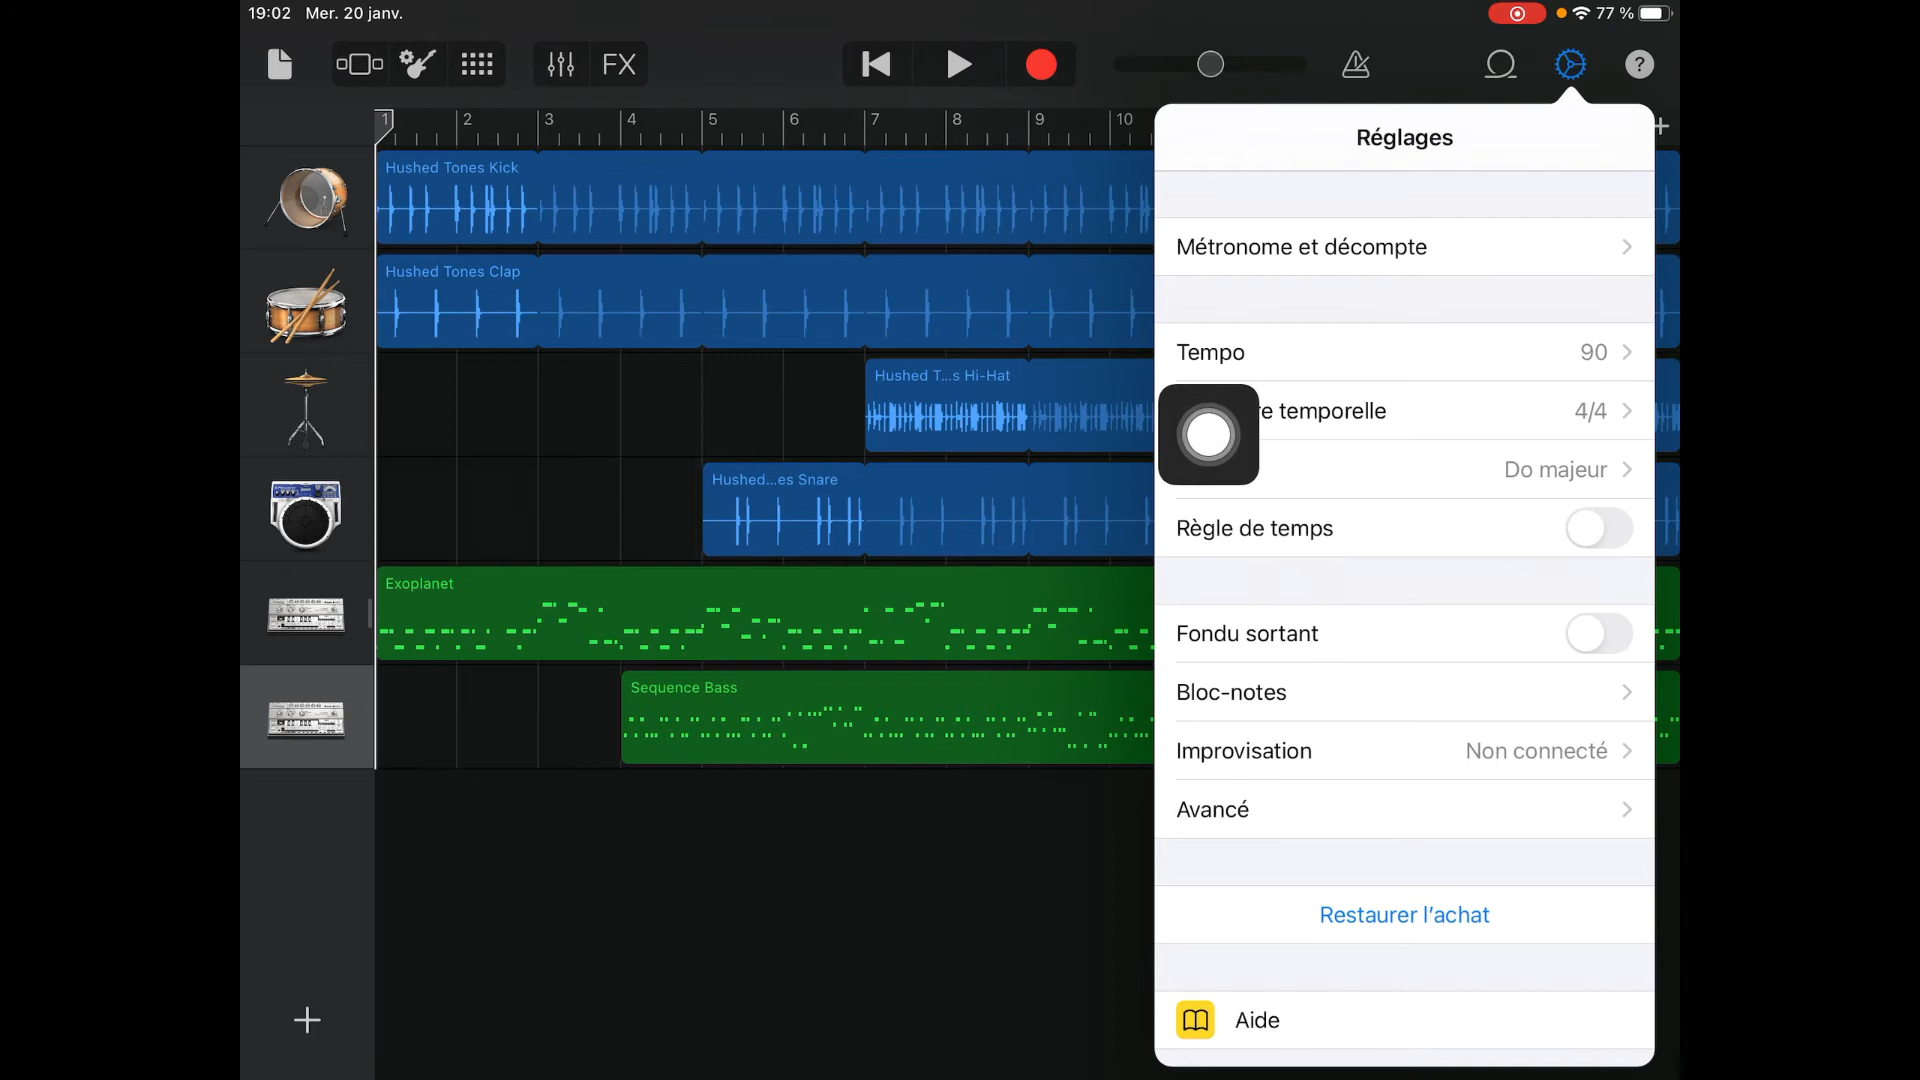 19:02 Mer. 20 janv.
77 %
FX
?
1 2 3 4 5 6 7 8 9 10
Réglages
Hushed Tones Kick
Métronome et décompte
Hushed Tones Clap
Tempo 90
Hushed T...s Hi-Hat
re temporelle 4/4
Do majeur
Hushed...es Snare
Règle de temps
Exoplanet
Fondu sortant
Sequence Bass
Bloc-notes
Improvisation Non connecté
Avancé
Restaurer l’achat
Aide